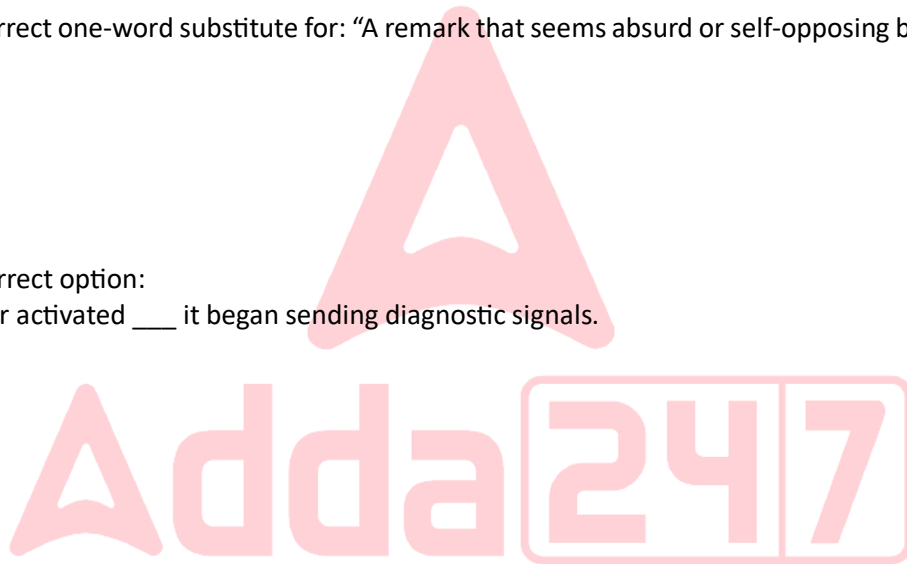 rrect one-word substitute for: “A remark that seems absurd or self-opposing b
rrect option:
r activated ___ it began sending diagnostic signals.
Adda247